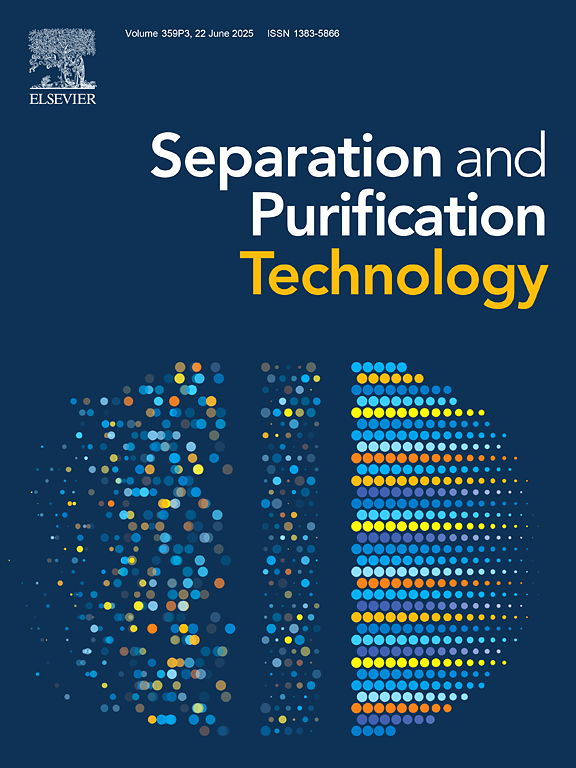 Volume 359P3, 22 June 2025 ISSN 1383-5866
ELSEVIER
Separation and
Purification
Technology